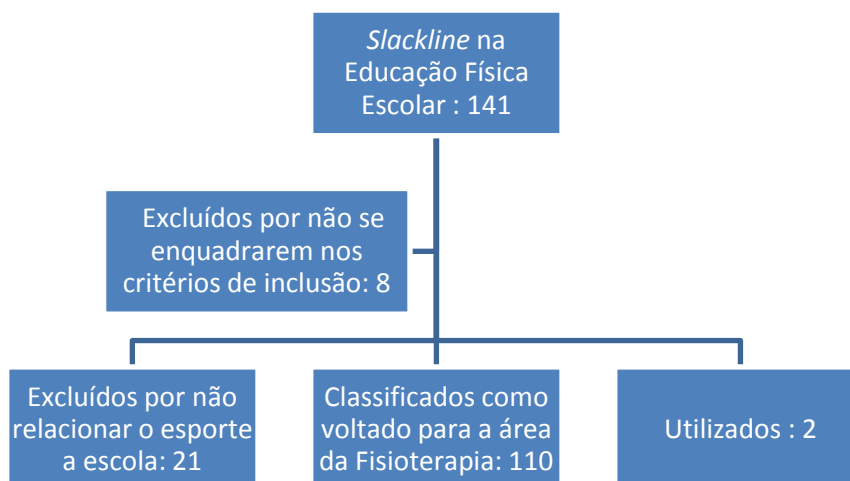 Slackline na
Educação Física
Escolar : 141
Excluídos por não se
enquadrarem nos
critérios de inclusão: 8
Excluídos por não
relacionar o esporte
a escola: 21
Classificados como
voltado para a área
da Fisioterapia: 110
Utilizados : 2